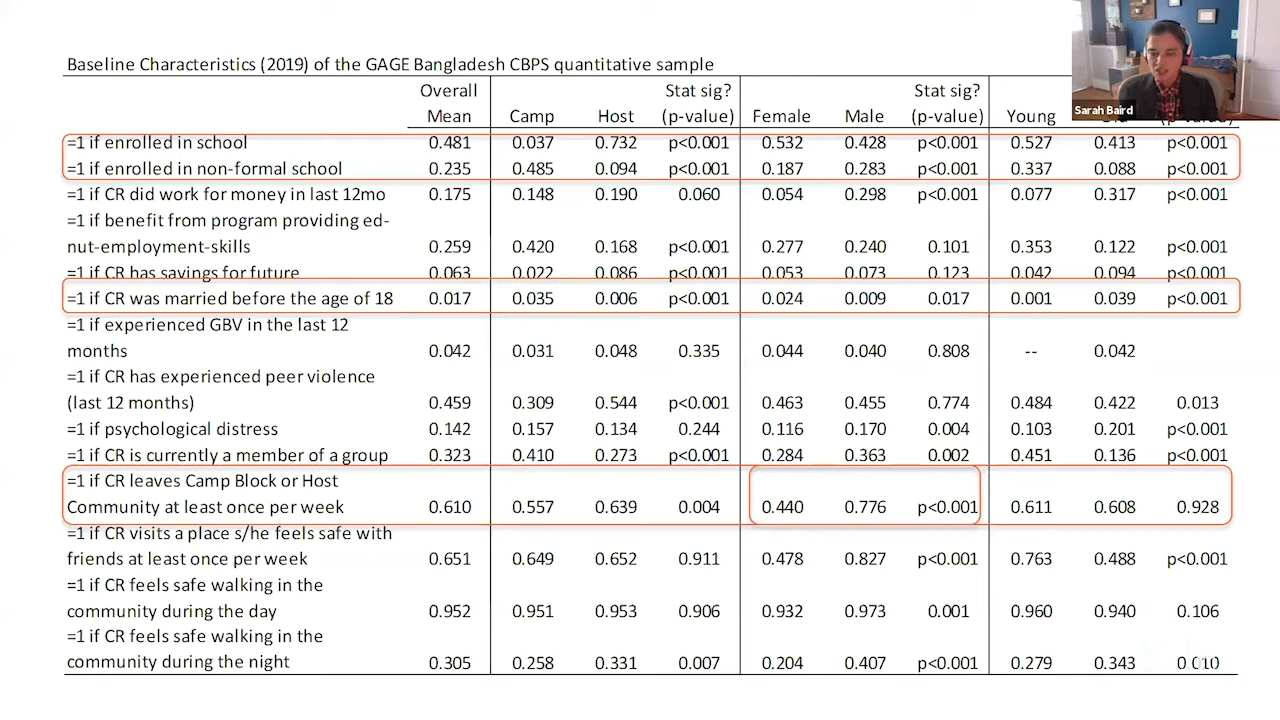 Baseline Characteristics (2019) of the GAGE Bangladesh CBPS quantitative sample
Overall Stat sig? Stat sig?
Mean Camp Host (p-value) Female Male (p-value) Young
Sarah Baird
=1 if enrolled in school 0.481 0.037 0.732 p<0.001 0.532 0.428 p<0.001 0.527 0.413 p<0.001
=1 if enrolled in non-formal school 0.235 0.485 0.094 p<0.001 0.187 0.283 p<0.001 0.337 0.088 p<0.001
=1 if CR did work for money in last 12mo 0.175 0.148 0.190 0.060 0.054 0.298 p<0.001 0.077 0.317 p<0.001
=1 if benefit from program providing ed-
nut-employment-skills 0.259 0.420 0.168 p<0.001 0.277 0.240 0.101 0.353 0.122 p<0.001
=1 if CR has savings for future 0.063 0.022 0.086 p<0.001 0.053 0.073 0.123 0.042 0.094 p<0.001
=1 if CR was married before the age of 18 0.017 0.035 0.006 p<0.001 0.024 0.009 0.017 0.001 0.039 p<0.001
=1 if experienced GBV in the last 12
months 0.042 0.031 0.048 0.335 0.044 0.040 0.808 -- 0.042
=1 if CR has experienced peer violence
(last 12 months) 0.459 0.309 0.544 p<0.001 0.463 0.455 0.774 0.484 0.422 0.013
=1 if psychological distress 0.142 0.157 0.134 0.244 0.116 0.170 0.004 0.103 0.201 p<0.001
=1 if CR is currently a member of a group 0.323 0.410 0.273 p<0.001 0.284 0.363 0.002 0.451 0.136 p<0.001
=1 if CR leaves Camp Block or Host
Community at least once per week 0.610 0.557 0.639 0.004 0.440 0.776 p<0.001 0.611 0.608 0.928
=1 if CR visits a place s/he feels safe with
friends at least once per week 0.651 0.649 0.652 0.911 0.478 0.827 p<0.001 0.763 0.488 p<0.001
=1 if CR feels safe walking in the
community during the day 0.952 0.951 0.953 0.906 0.932 0.973 0.001 0.960 0.940 0.106
=1 if CR feels safe walking in the
community during the night 0.305 0.258 0.331 0.007 0.204 0.407 p<0.001 0.279 0.343 0.010